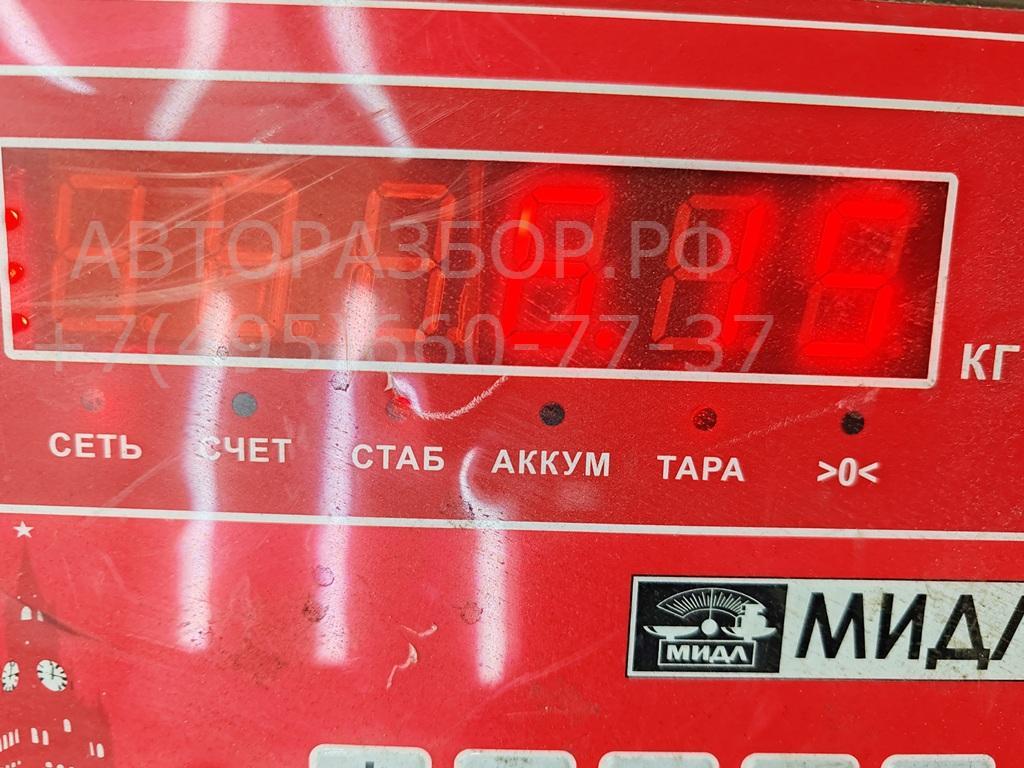 АВТОРАЗБОР.РФ
+7(495)660-77-37
КГ
СЕТЬ СЧЕТ СТАБ АККУМ ТАРА >0<
МИДЛ МИДЛ